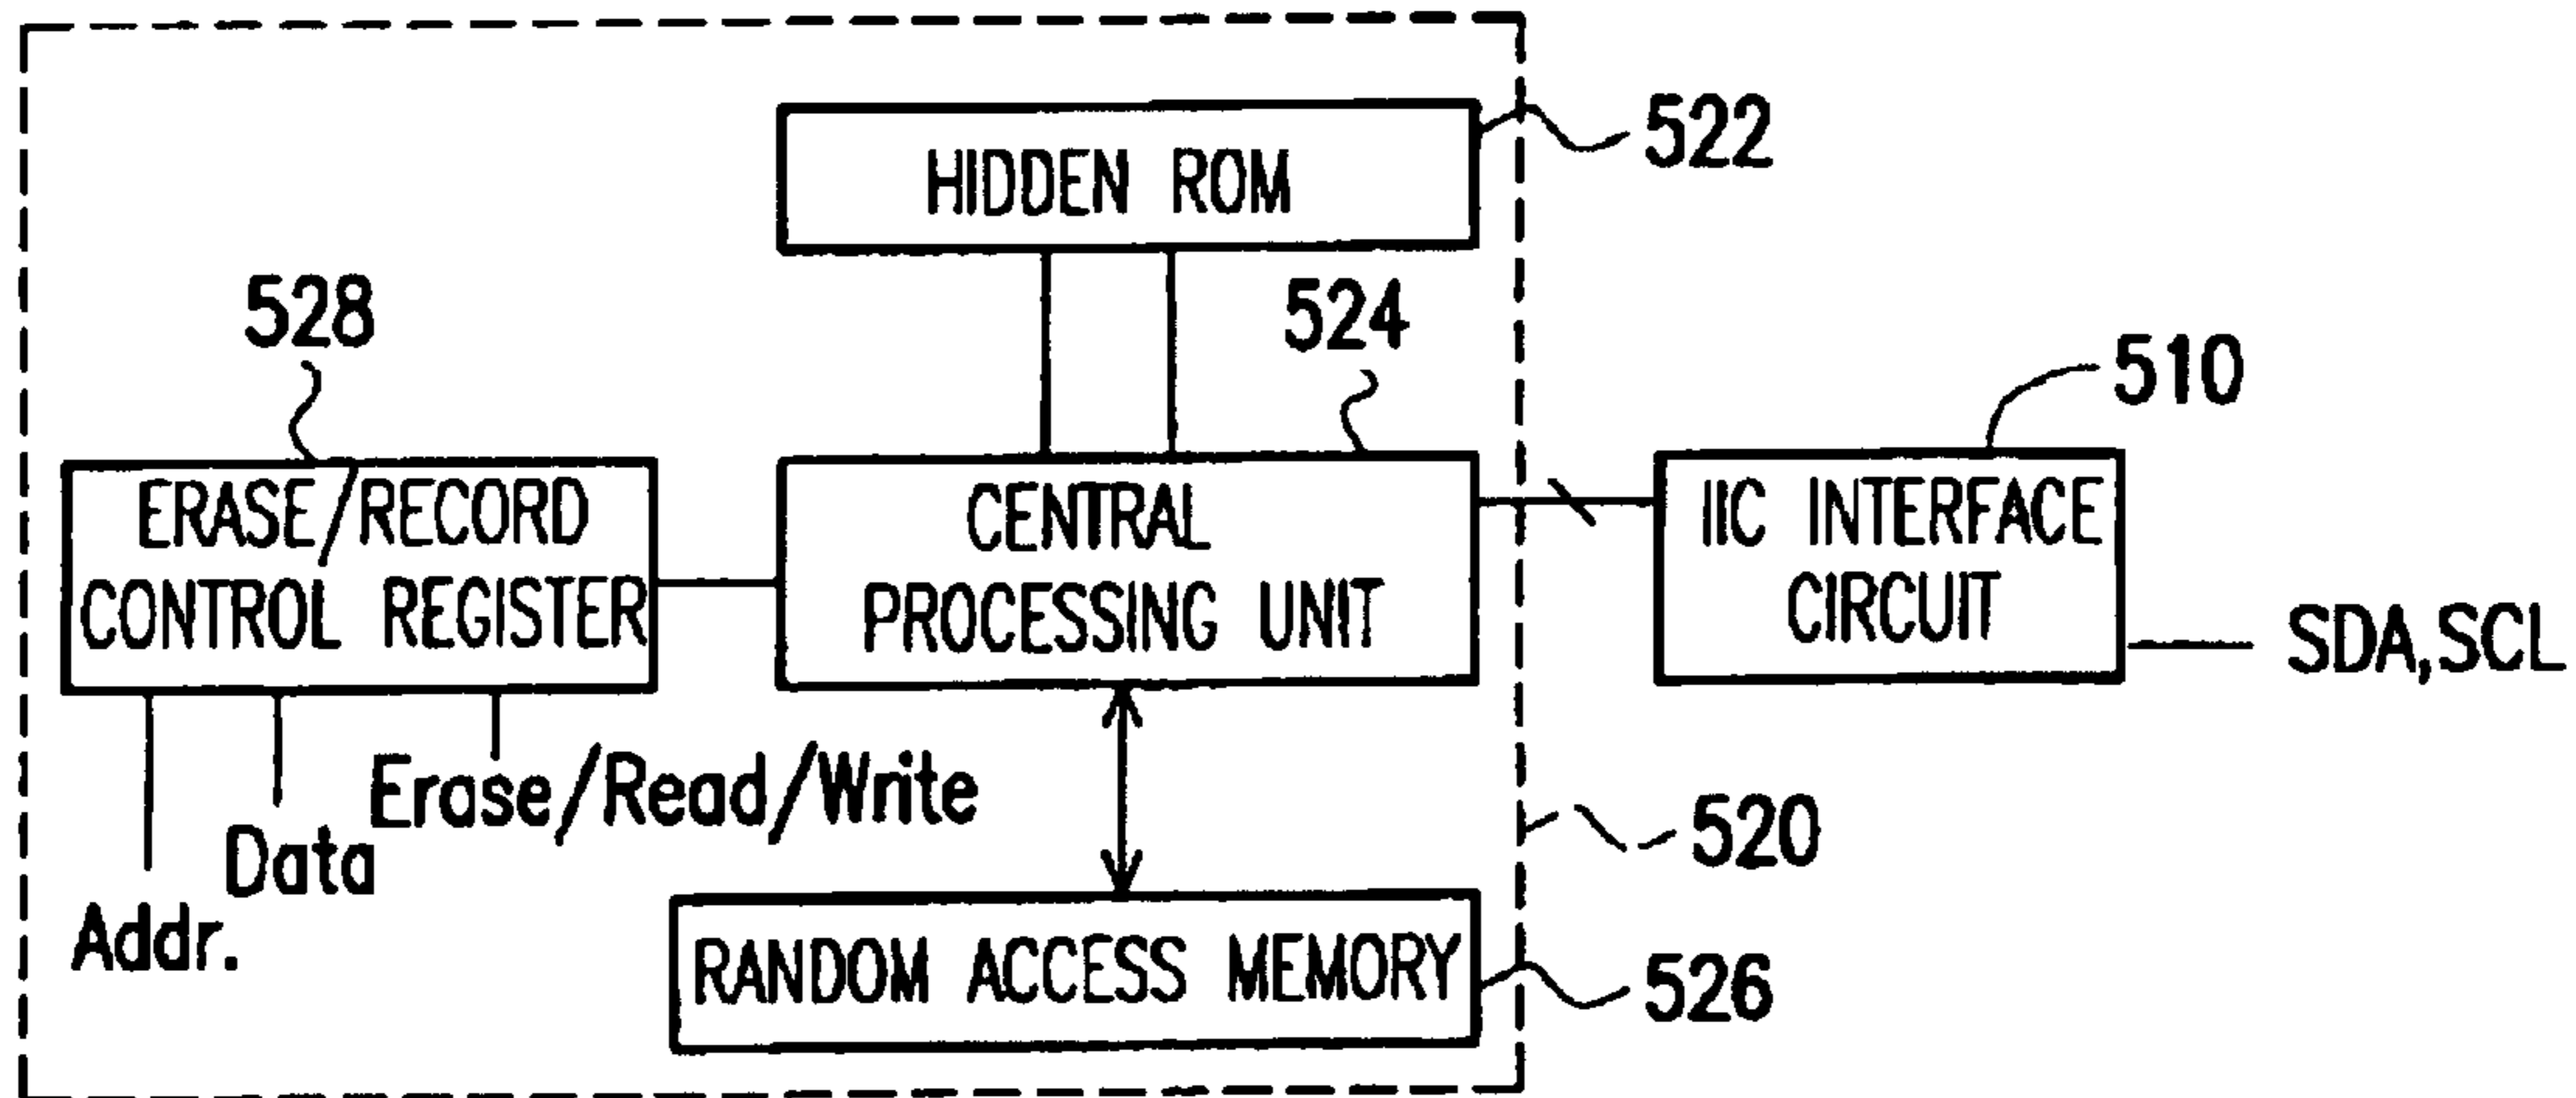 HIDDEN ROM
522
528
524
510
ERASE/RECORD
CONTROL REGISTER
CENTRAL
PROCESSING UNIT
IIC INTERFACE
CIRCUIT
SDA,SCL
Erase/Read/Write
Data
Addr.
520
RANDOM ACCESS MEMORY
526